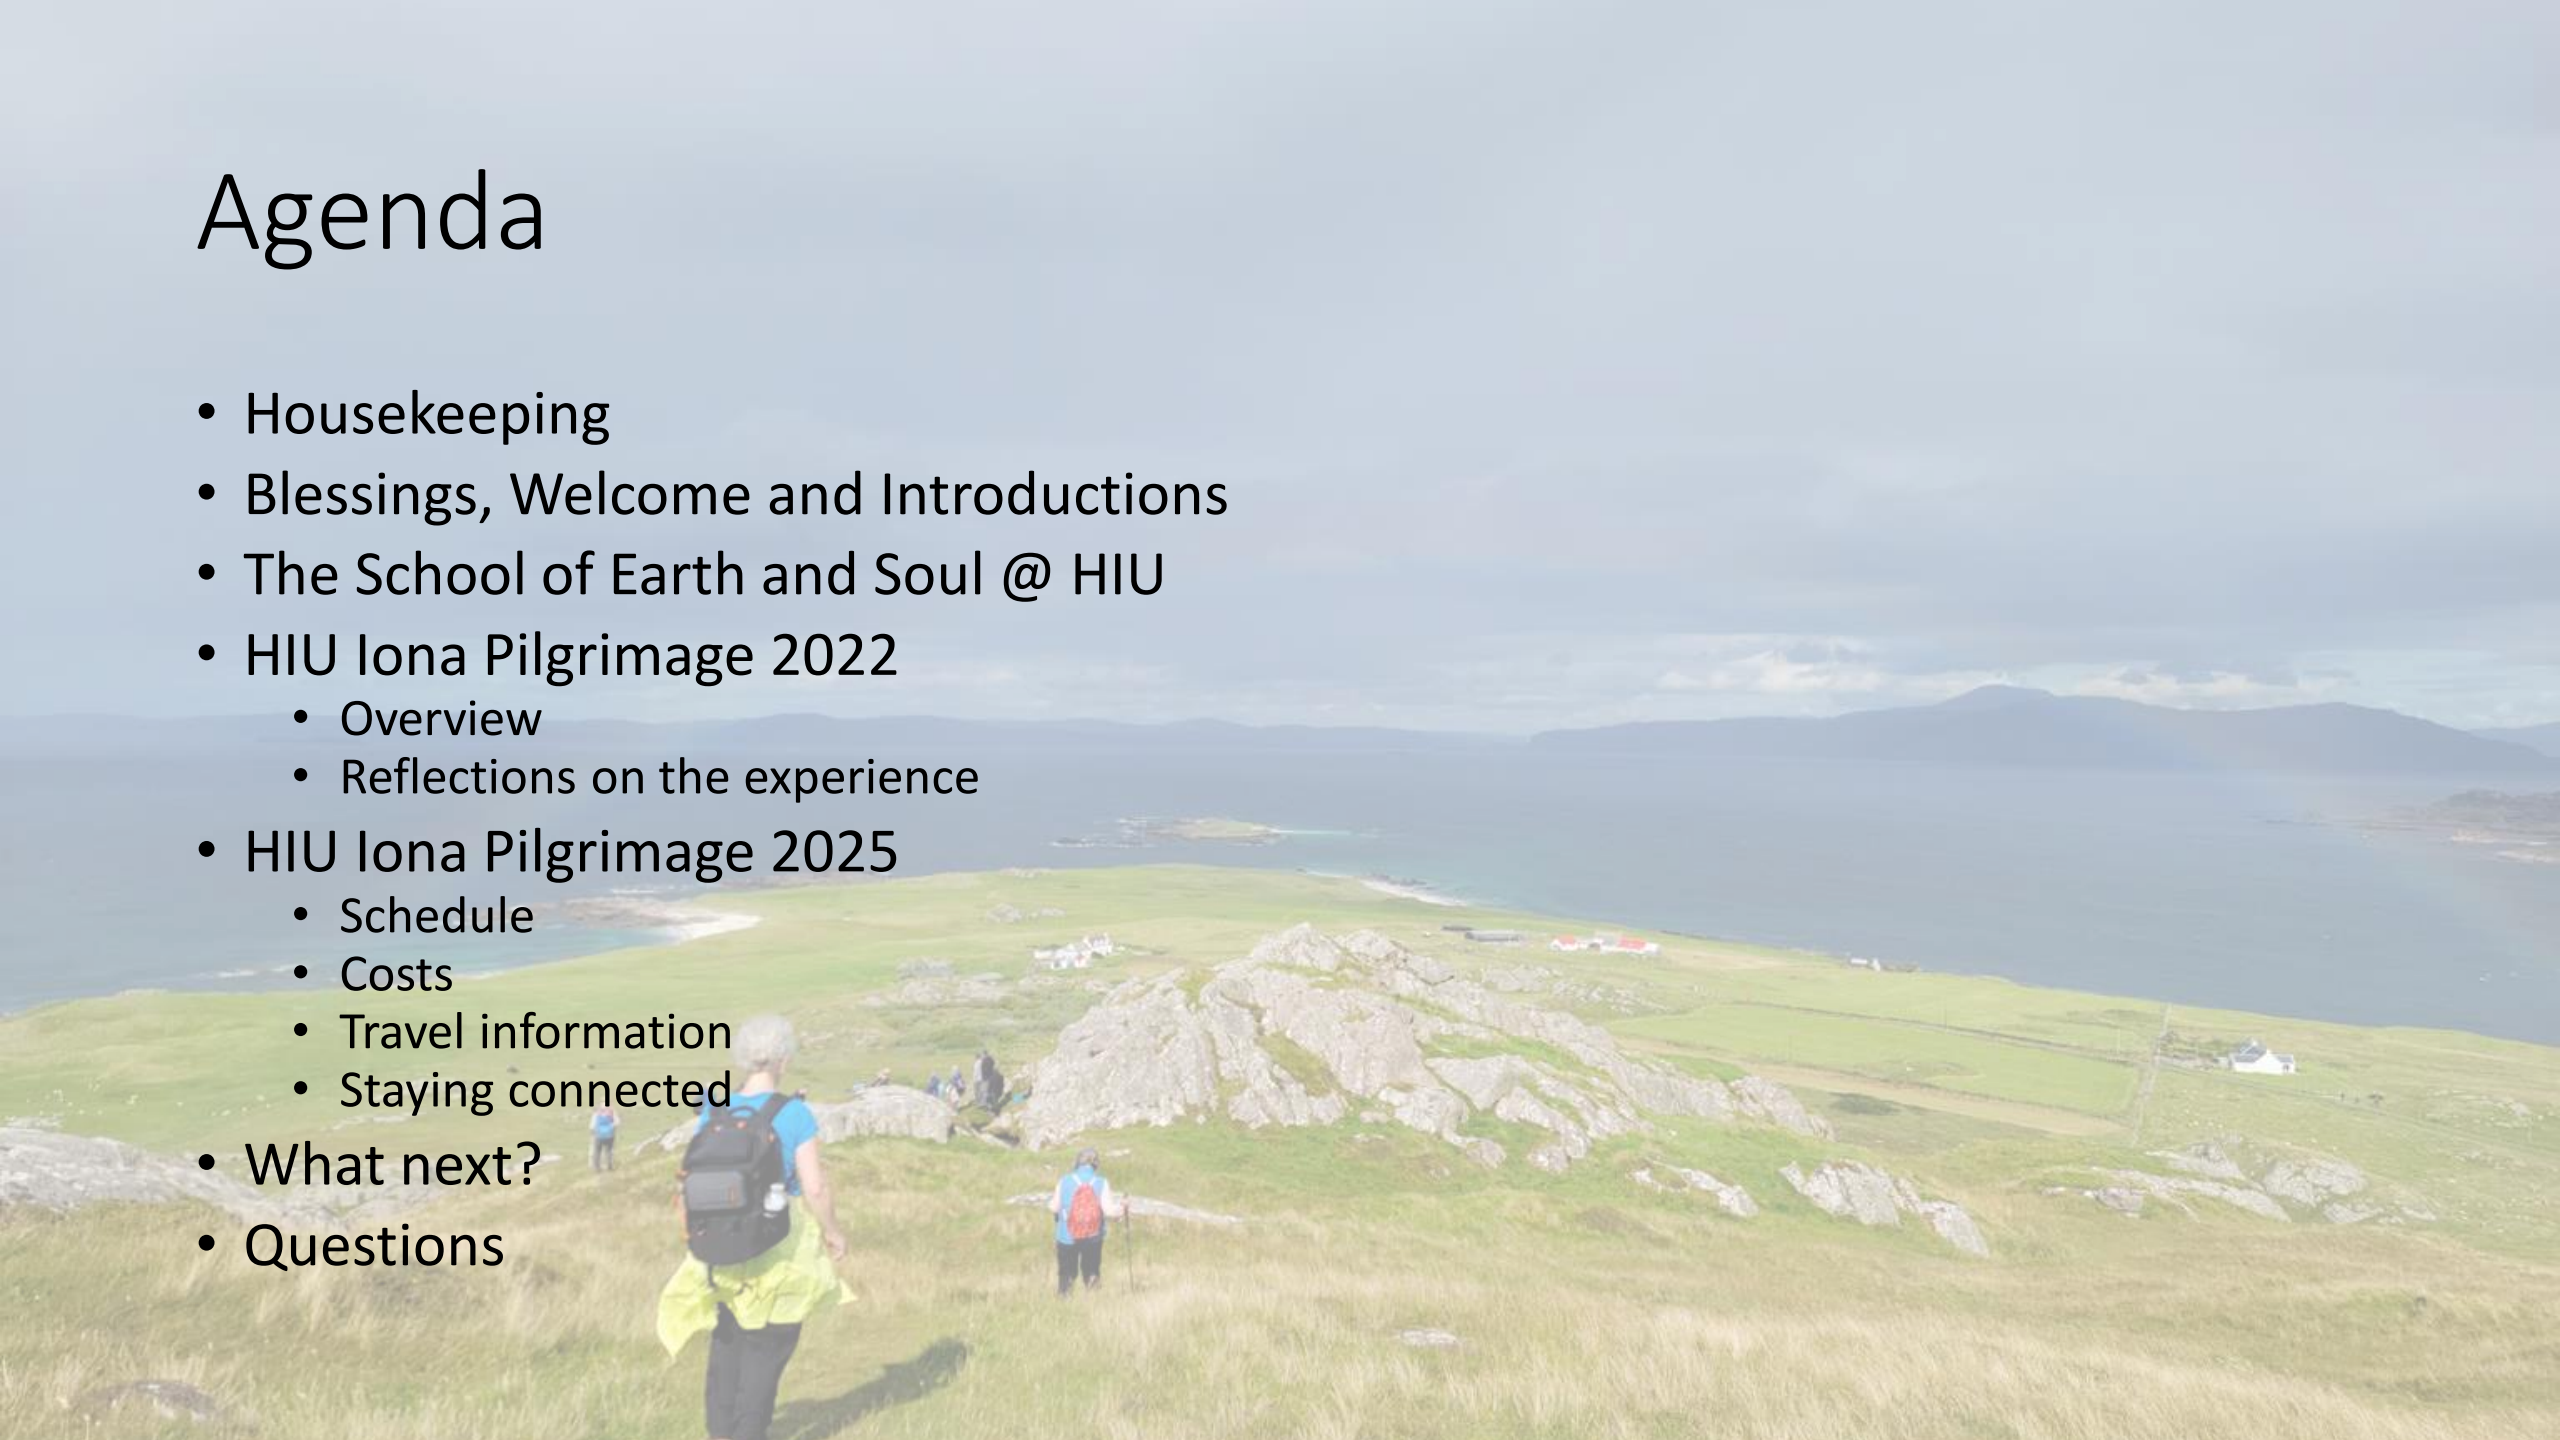 Agenda
• Housekeeping
• Blessings, Welcome and Introductions
• The School of Earth and Soul @ HIU
• HIU Iona Pilgrimage 2022
• Overview
• Reflections on the experience
• HIU Iona Pilgrimage 2025
• Schedule
• Costs
• Travel information
• Staying connected
• What next?
• Questions